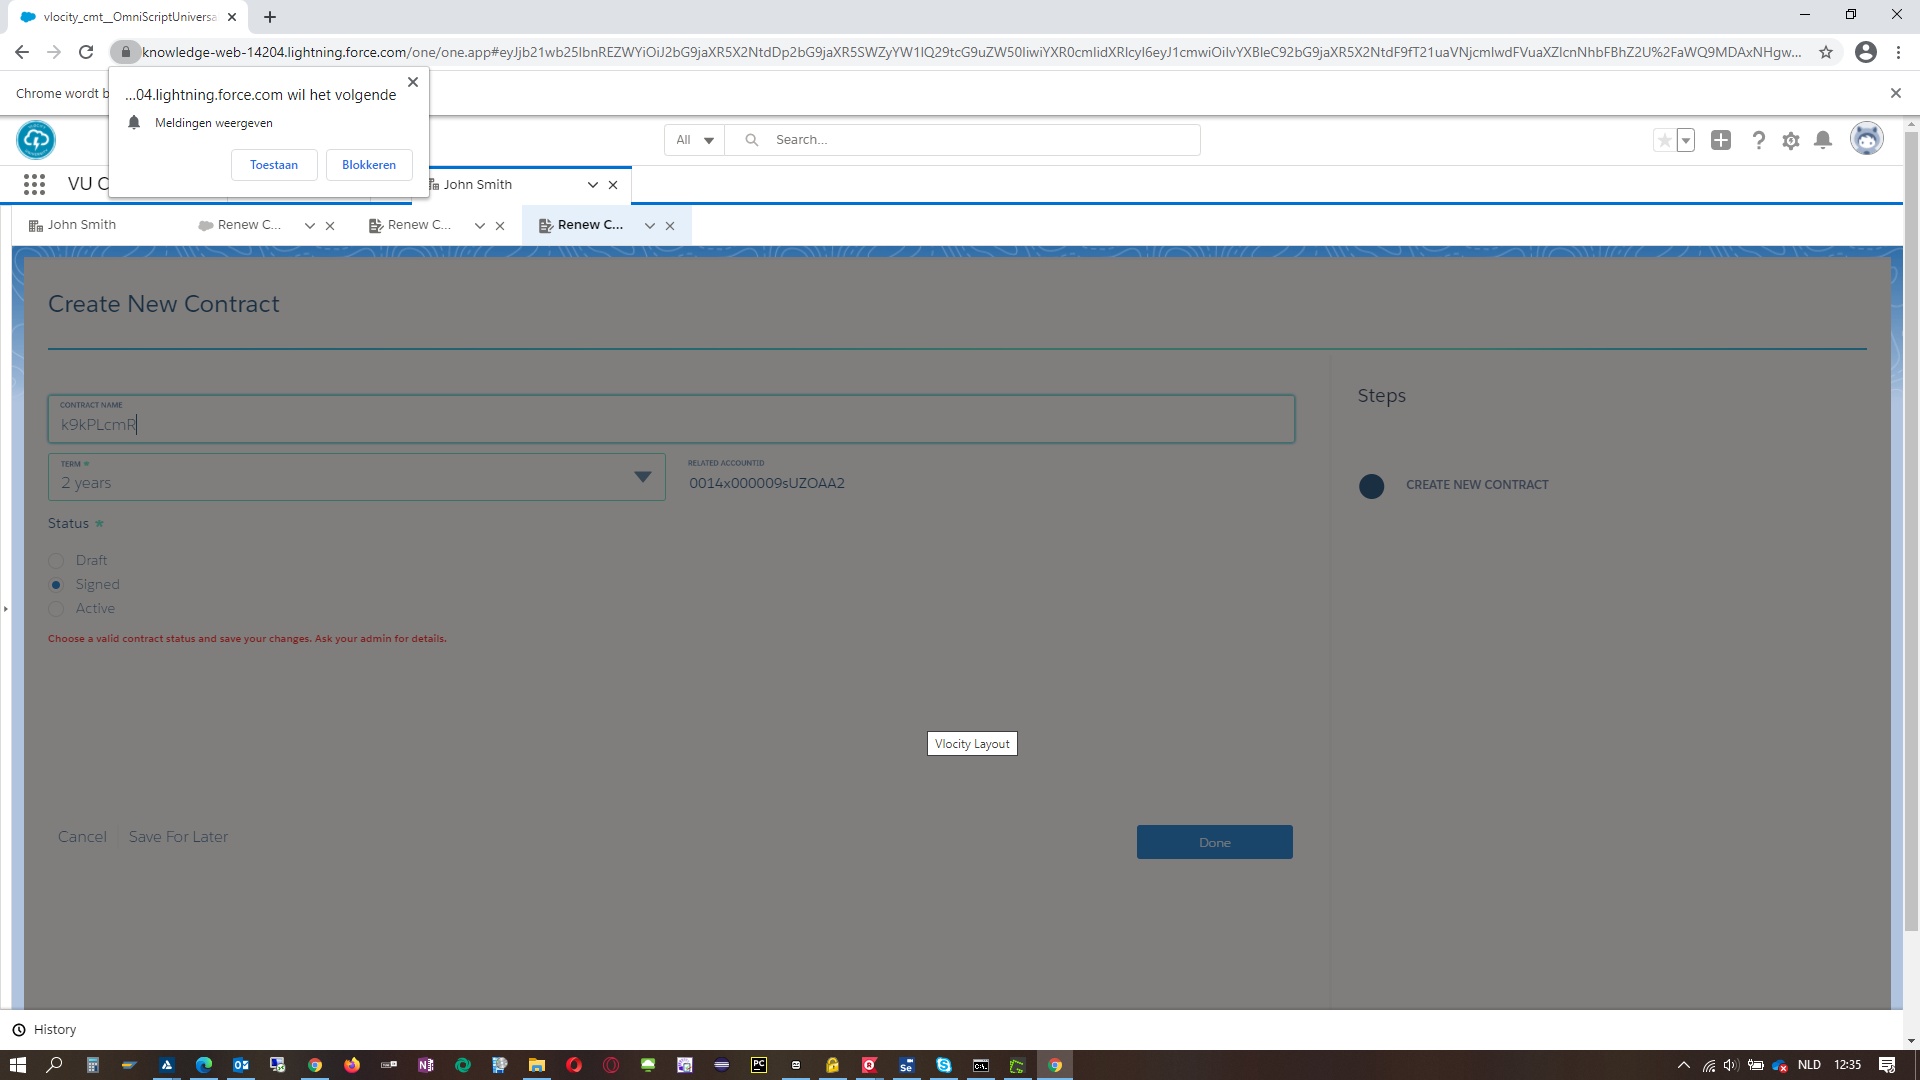 vlocity_cmt__OmniScriptUniversa
knowledge-web-14204.lightning.force.com/one/one.app#
Chrome wordt b
...04.lightning.force.com wil het volgende
Meldingen weergeven
Toestaan
Blokkeren
All
Search...
VU C
John Smith
John Smith
Renew C...
Renew C...
Renew C...
Create New Contract
CONTRACT NAME
k9kPLcmR
TERM *
2 years
RELATED ACCOUNTID
0014x000009sUZOAA2
Status *
Draft
Signed
Active
Choose a valid contract status and save your changes. Ask your admin for details.
Steps
CREATE NEW CONTRACT
Vlocity Layout
Cancel
Save For Later
Done
History
NLD
12:35